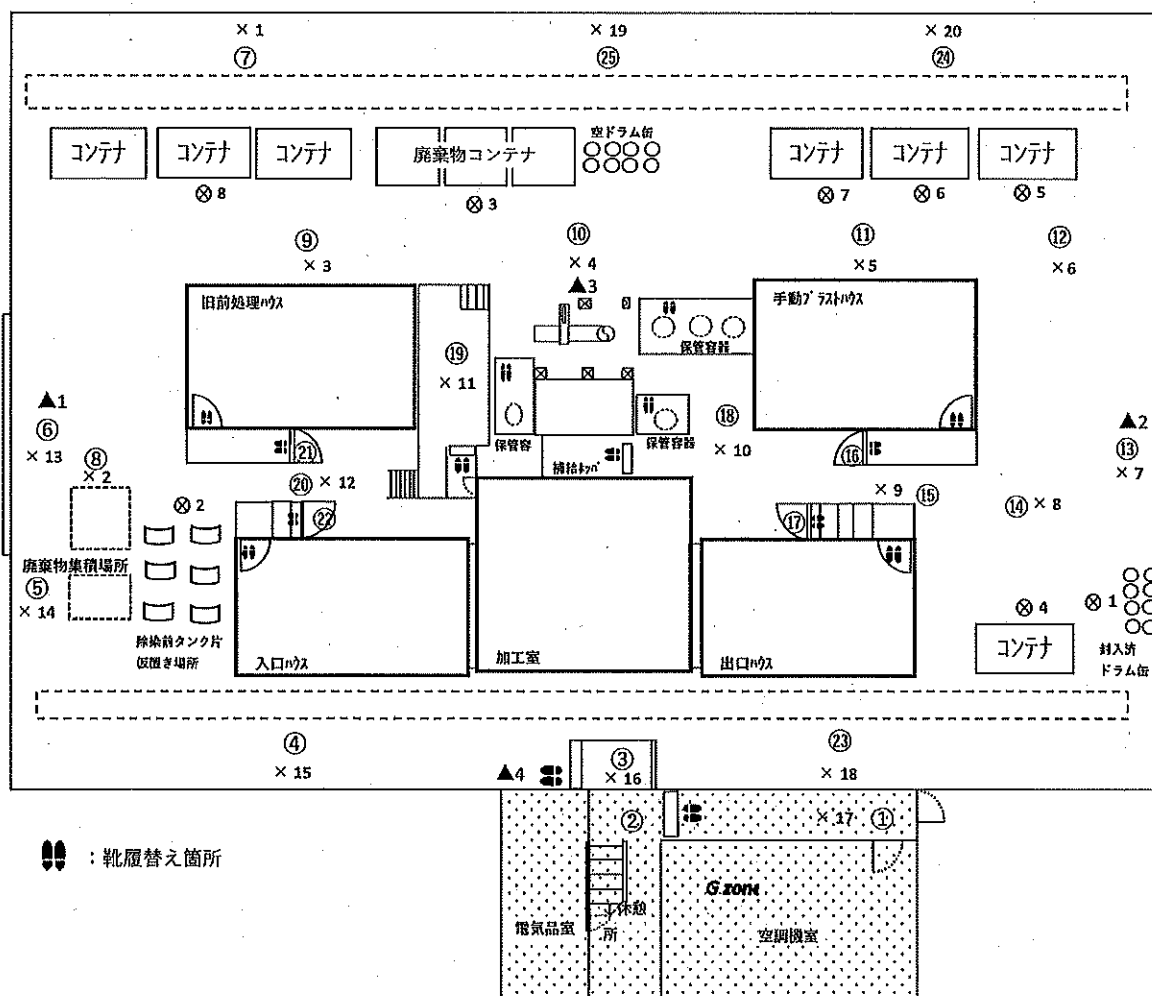 × 1
× 19
× 20
⑦
㉕
㉔
コンテナ
コンテナ
コンテナ
廃棄物コンテナ
空ドラム缶
コンテナ
コンテナ
コンテナ
⊗ 8
⊗ 3
⊗ 7
⊗ 6
⊗ 5
⑨
⑩
⑪
⑫
× 3
× 4
× 5
× 6
▲3
旧前処理ハウス
手動ブラストハウス
保管容器
⑲
× 11
▲1
⑥
× 13
⑧
× 2
㉑
保管容
保管容器
⑱
× 10
⑯
▲2
⑬
× 7
補給ホッパ
⑳
× 12
× 9
⑮
⑭
× 8
⊗ 2
㉒
⑰
廃棄物集積場所
⑤
× 14
⊗ 4
⊗ 1
除染前タンク片
仮置き場所
入口ハウス
加工室
出口ハウス
コンテナ
封入済
ドラム缶
④
× 15
▲4
③
× 16
㉓
× 18
②
× 17
①
：靴履替え箇所
G zone
電気品室
休憩
所
空調機室